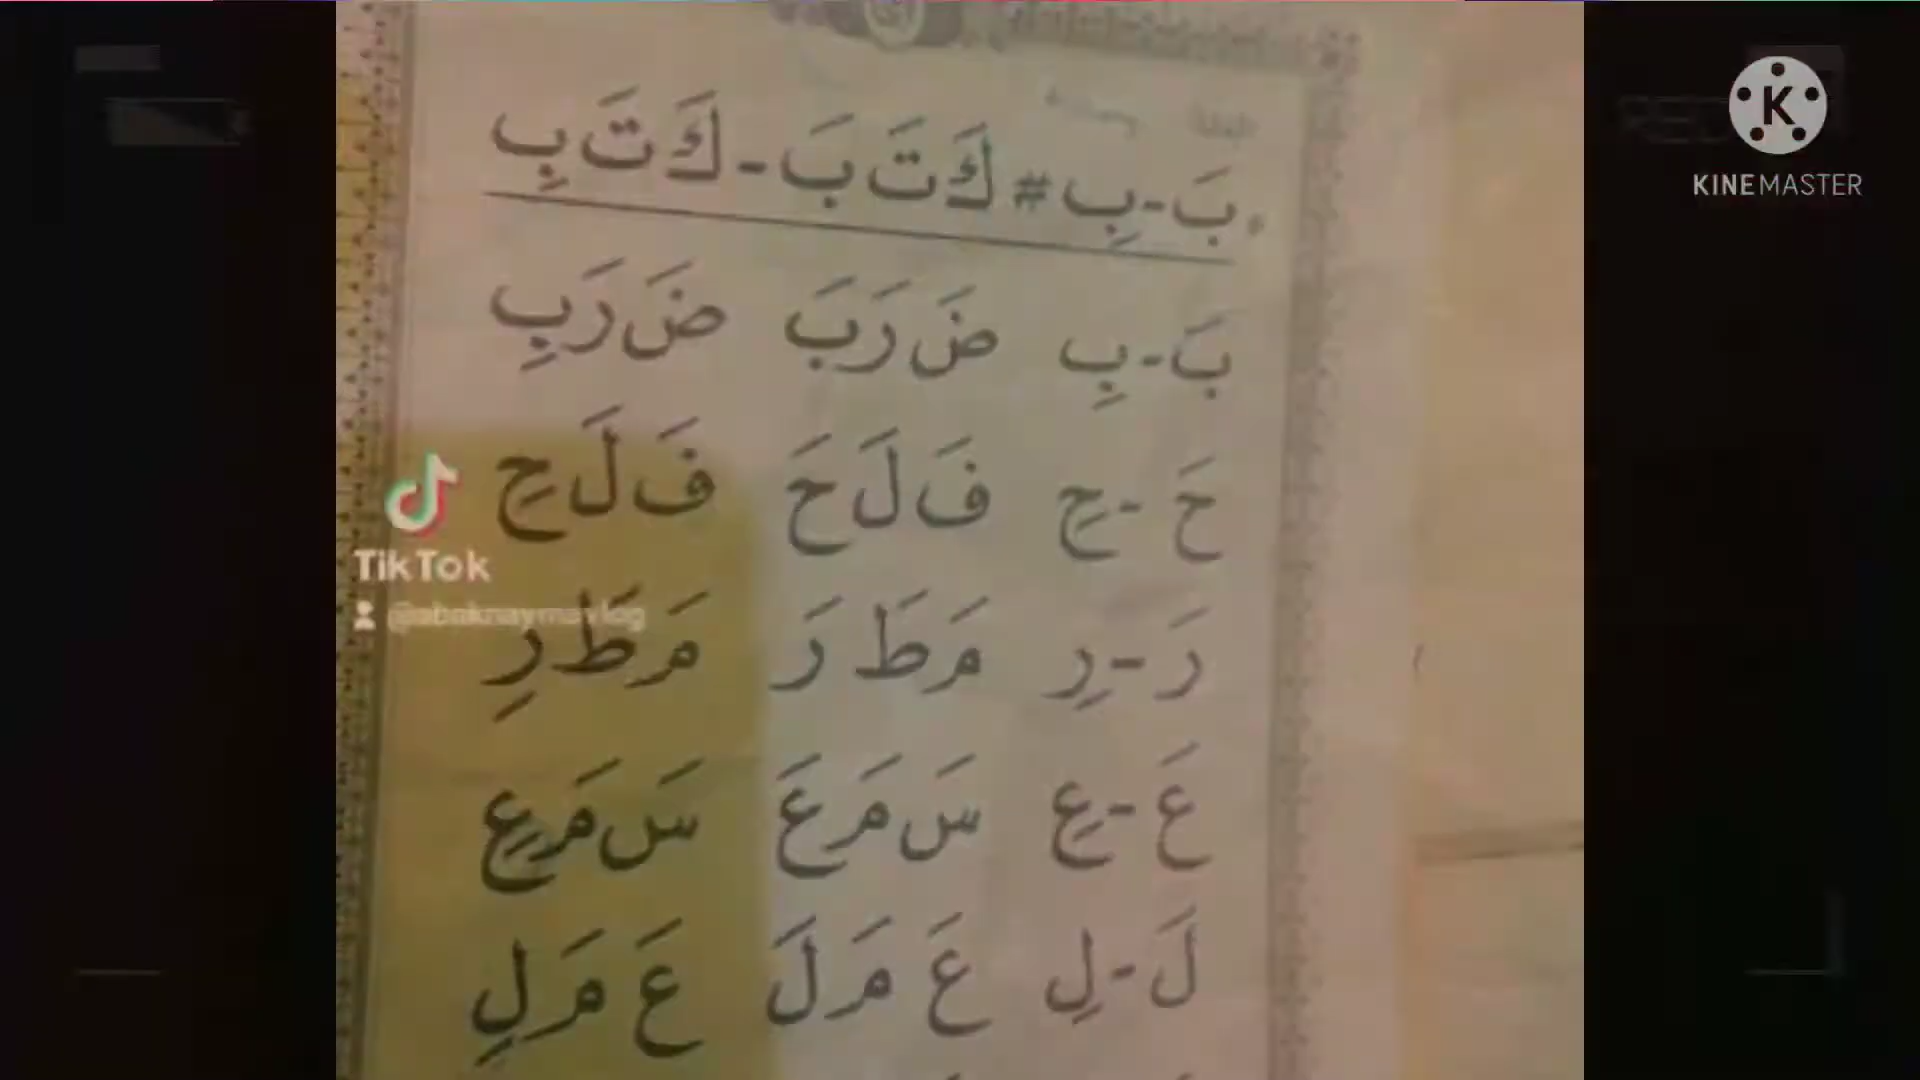 بَ-بِ # كَ تَ بَ - كَ تَ بِ
بَ-بِ ضَ رَ بَ ضَ رَ بِ
حَ-حِ فَ لَ حَ فَ لَ حِ
رَ-رِ مَ طَ رَ مَ طَ رِ
عَ-عِ سَ مَ عَ سَ مَ عِ
لَ-لِ عَ مَ لَ عَ مَ لِ
TikTok
KINEMASTER